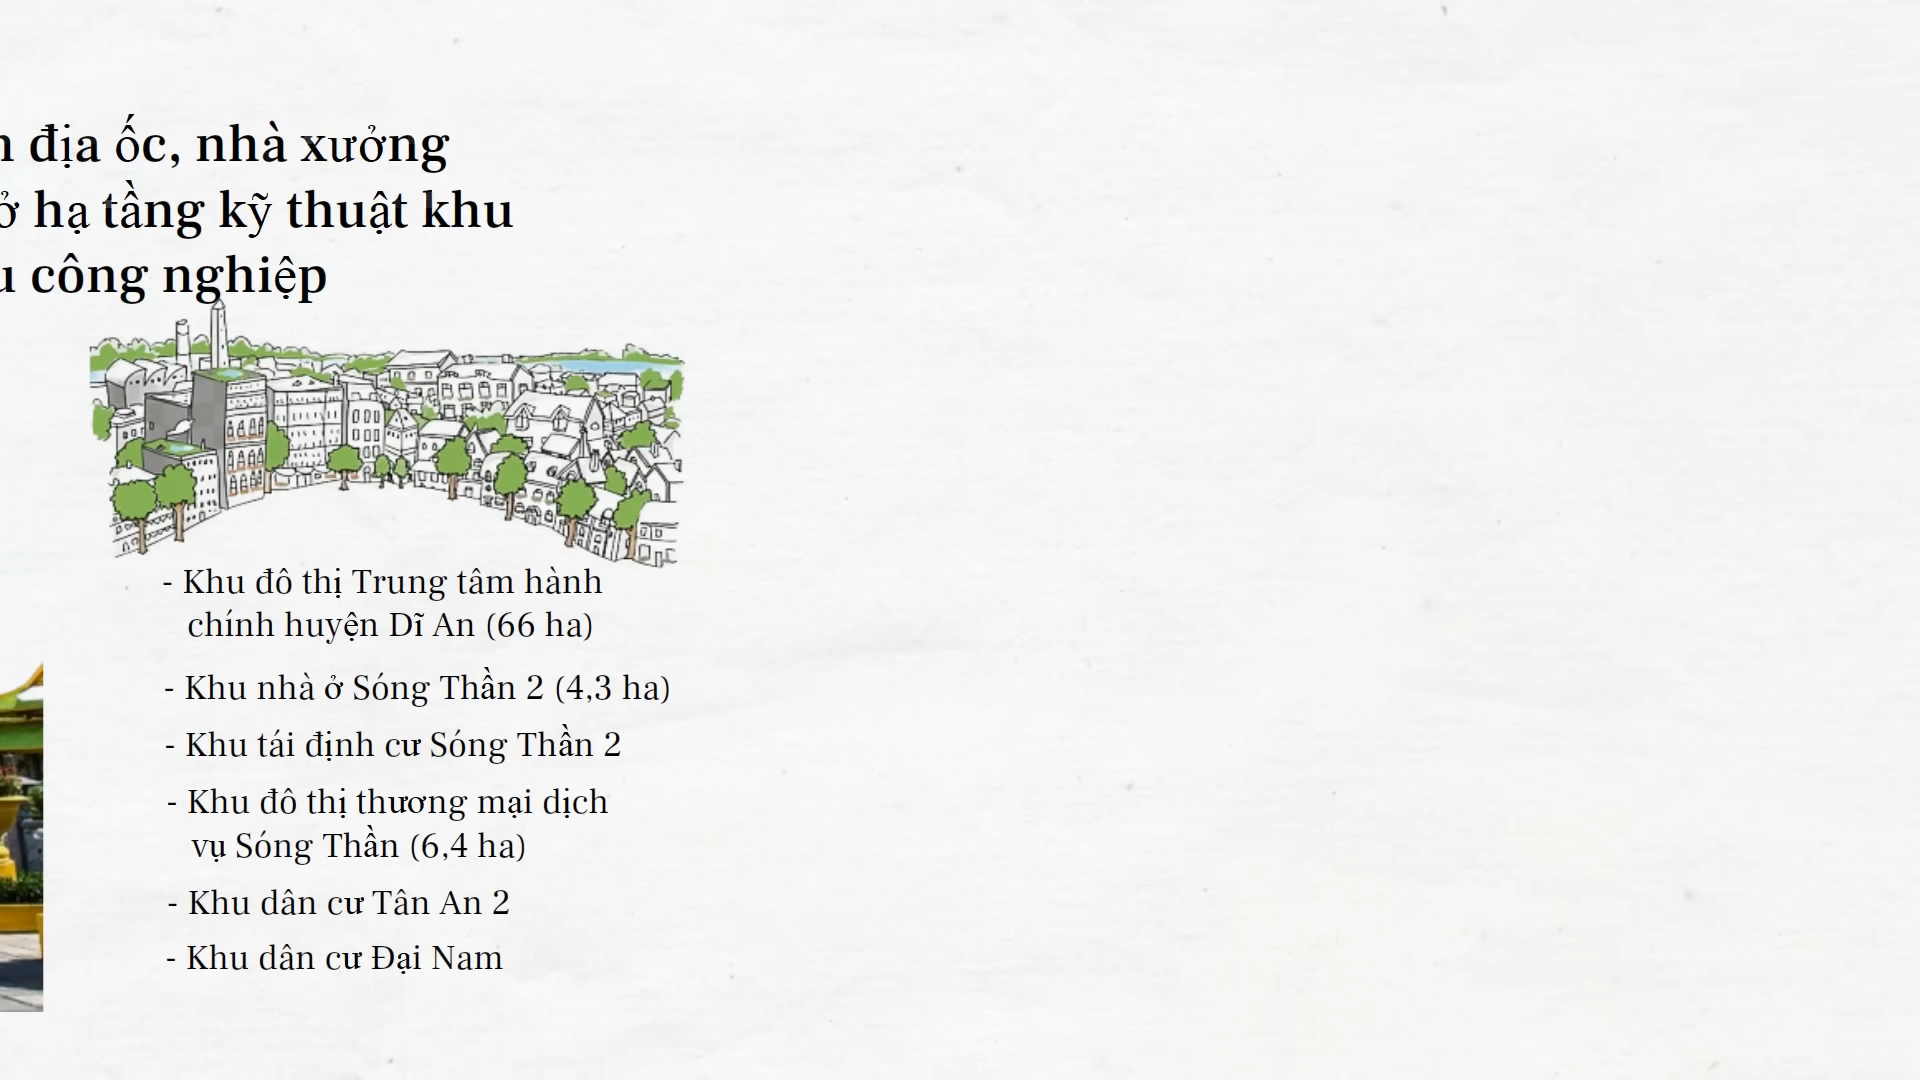 địa ốc, nhà xưởng
ở hạ tầng kỹ thuật khu
công nghiệp
- Khu đô thị Trung tâm hành
chính huyện Dĩ An (66 ha)
- Khu nhà ở Sóng Thần 2 (4,3 ha)
- Khu tái định cư Sóng Thần 2
- Khu đô thị thương mại dịch
vụ Sóng Thần (6,4 ha)
- Khu dân cư Tân An 2
- Khu dân cư Đại Nam